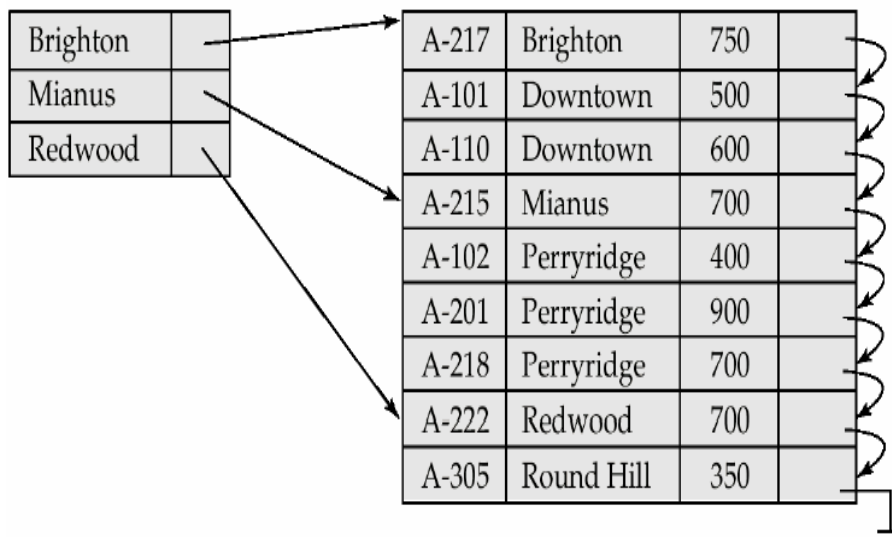 Brighton
Mianus
Redwood
A-217 Brighton 750
A-101 Downtown 500
A-110 Downtown 600
A-215 Mianus 700
A-102 Perryridge 400
A-201 Perryridge 900
A-218 Perryridge 700
A-222 Redwood 700
A-305 Round Hill 350